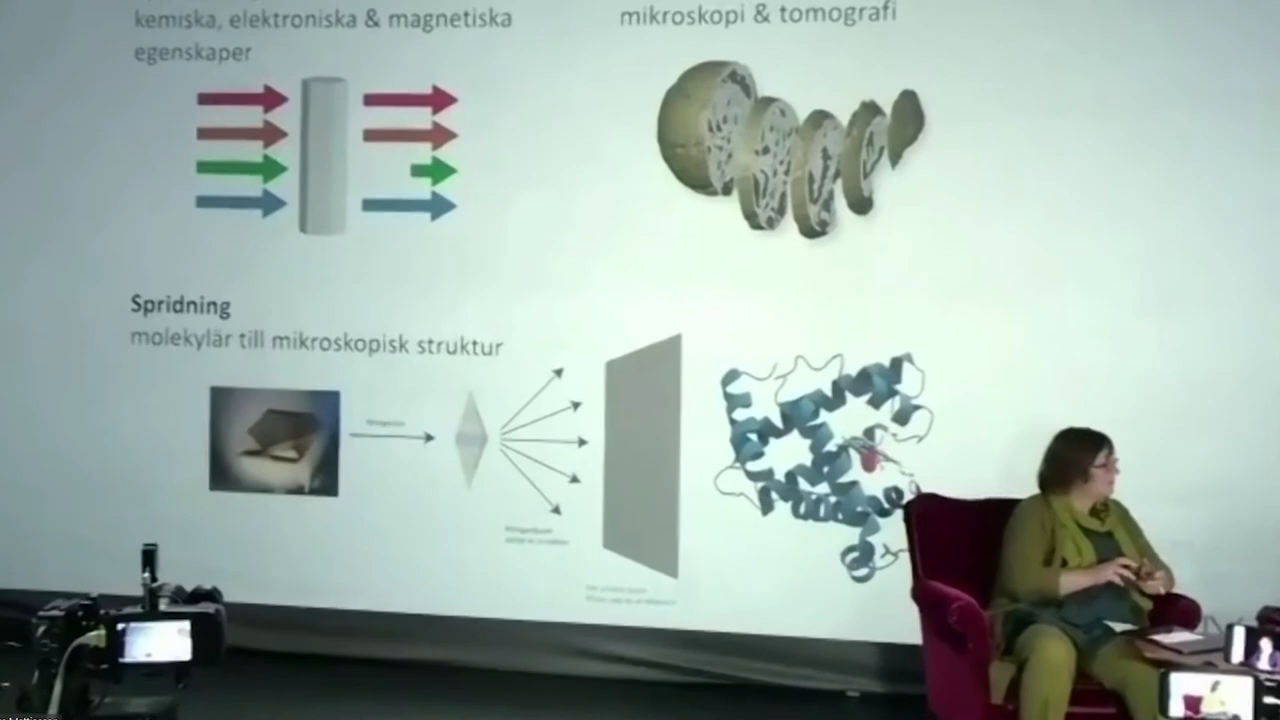 kemiska, elektroniska & magnetiska
egenskaper
mikroskopi & tomografi
Spridning
molekylär till mikroskopisk struktur